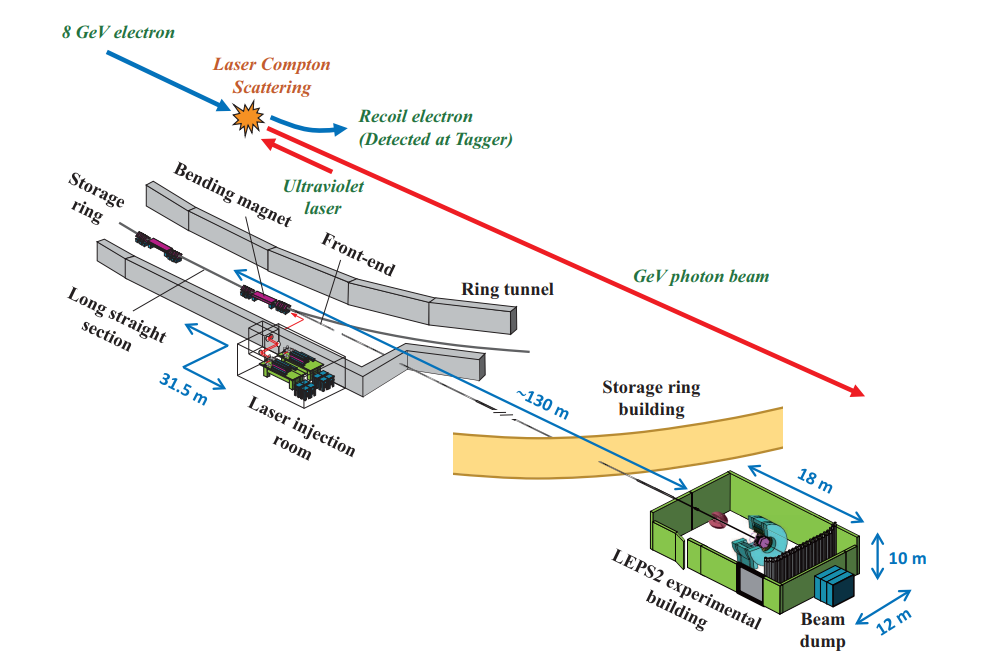 8 GeV electron
Laser Compton
Scattering
Recoil electron
(Detected at Tagger)
Ultraviolet
laser
Bending magnet
Storage
ring
Front-end
GeV photon beam
Ring tunnel
Long straight
section
31.5 m
Laser injection
room
~130 m
Storage ring
building
18 m
10 m
12 m
LEPS2 experimental
building
Beam
dump